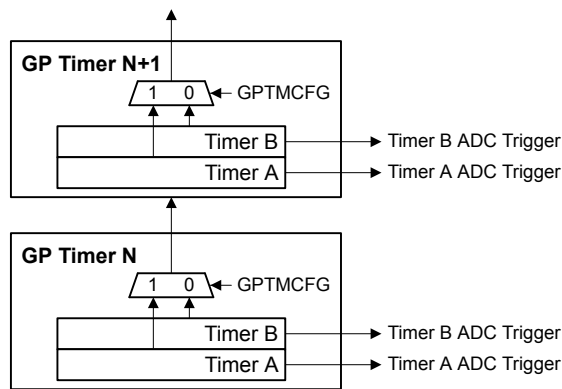 GP Timer N+1
1 0 GPTMCFG
Timer B Timer B ADC Trigger
Timer A Timer A ADC Trigger
GP Timer N
1 0 GPTMCFG
Timer B Timer B ADC Trigger
Timer A Timer A ADC Trigger